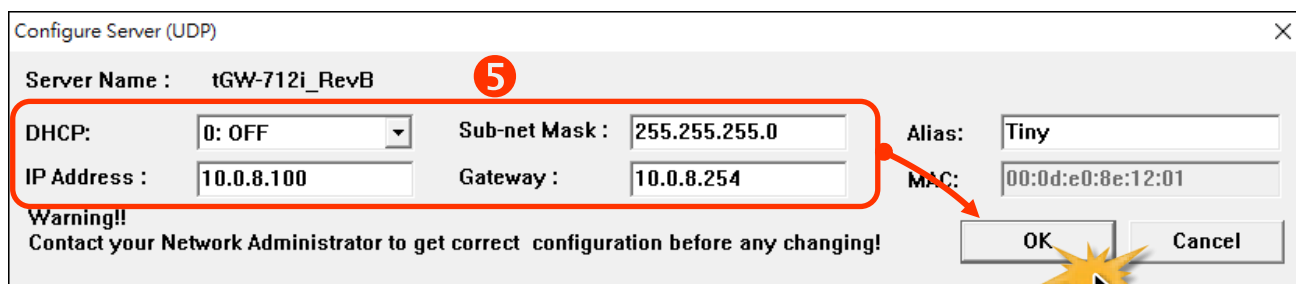 Configure Server (UDP)
Server Name : tGW-712i_RevB 5
DHCP: 0: OFF Sub-net Mask : 255.255.255.0 Alias: Tiny
IP Address : 10.0.8.100 Gateway : 10.0.8.254 MAC: 00:0d:e0:8e:12:01
Warning!!
Contact your Network Administrator to get correct configuration before any changing!
OK Cancel